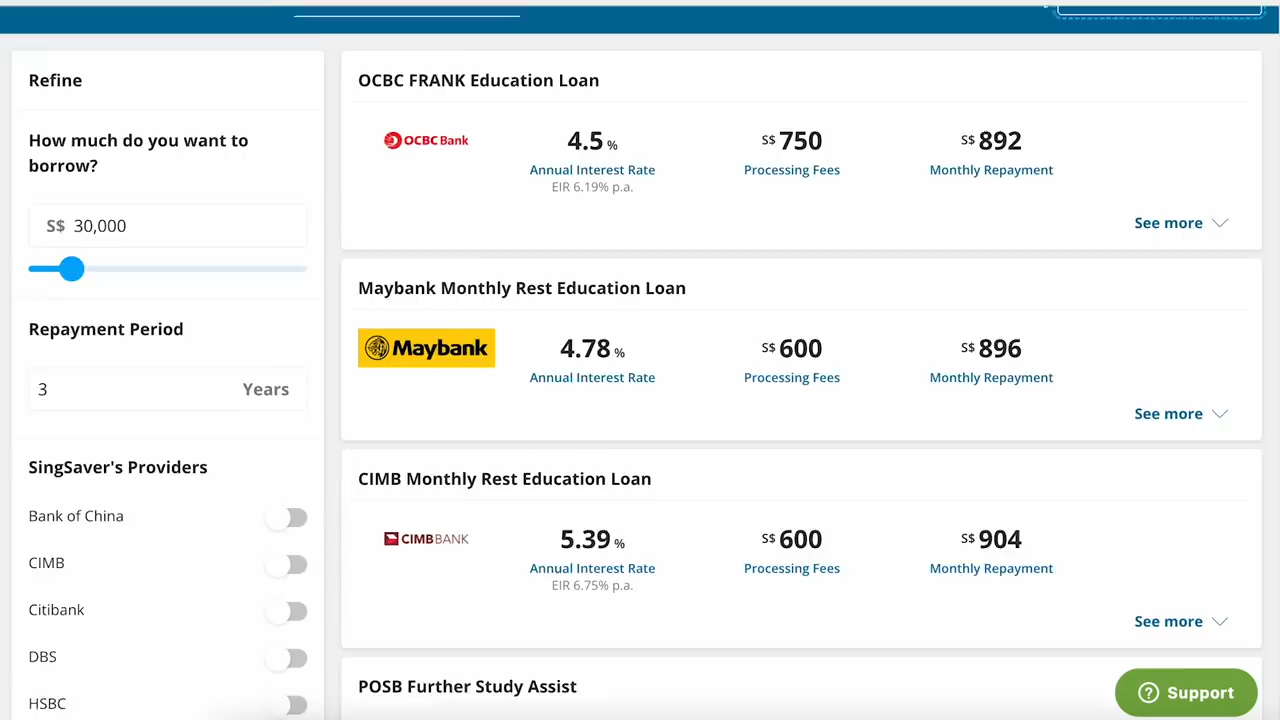 Refine
How much do you want to
borrow?
S$ 30,000
Repayment Period
3 Years
SingSaver's Providers
Bank of China
CIMB
Citibank
DBS
HSBC
OCBC FRANK Education Loan
OCBC Bank
4.5 %
Annual Interest Rate
EIR 6.19% p.a.
S$ 750
Processing Fees
S$ 892
Monthly Repayment
See more
Maybank Monthly Rest Education Loan
Maybank
4.78 %
Annual Interest Rate
S$ 600
Processing Fees
S$ 896
Monthly Repayment
See more
CIMB Monthly Rest Education Loan
CIMB BANK
5.39 %
Annual Interest Rate
EIR 6.75% p.a.
S$ 600
Processing Fees
S$ 904
Monthly Repayment
See more
POSB Further Study Assist
Support